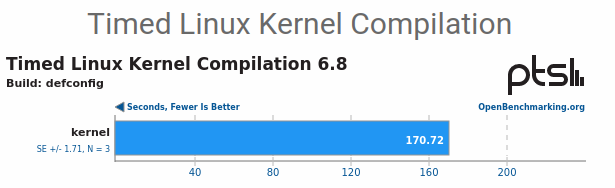 Timed Linux Kernel Compilation
Timed Linux Kernel Compilation 6.8
Build: defconfig
ptsl
Seconds, Fewer Is Better
OpenBenchmarking.org
kernel
SE +/- 1.71, N = 3
170.72
40 80 120 160 200